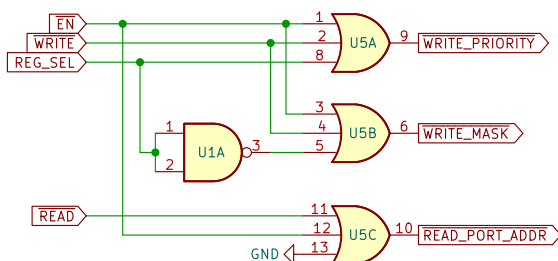 EN
WRITE
REG_SEL
1
2
8
U5A
9
WRITE_PRIORITY
3
4
5
U5B
6
WRITE_MASK
1
2
U1A
3
READ
11
12
13
GND
U5C
10
READ_PORT_ADDR